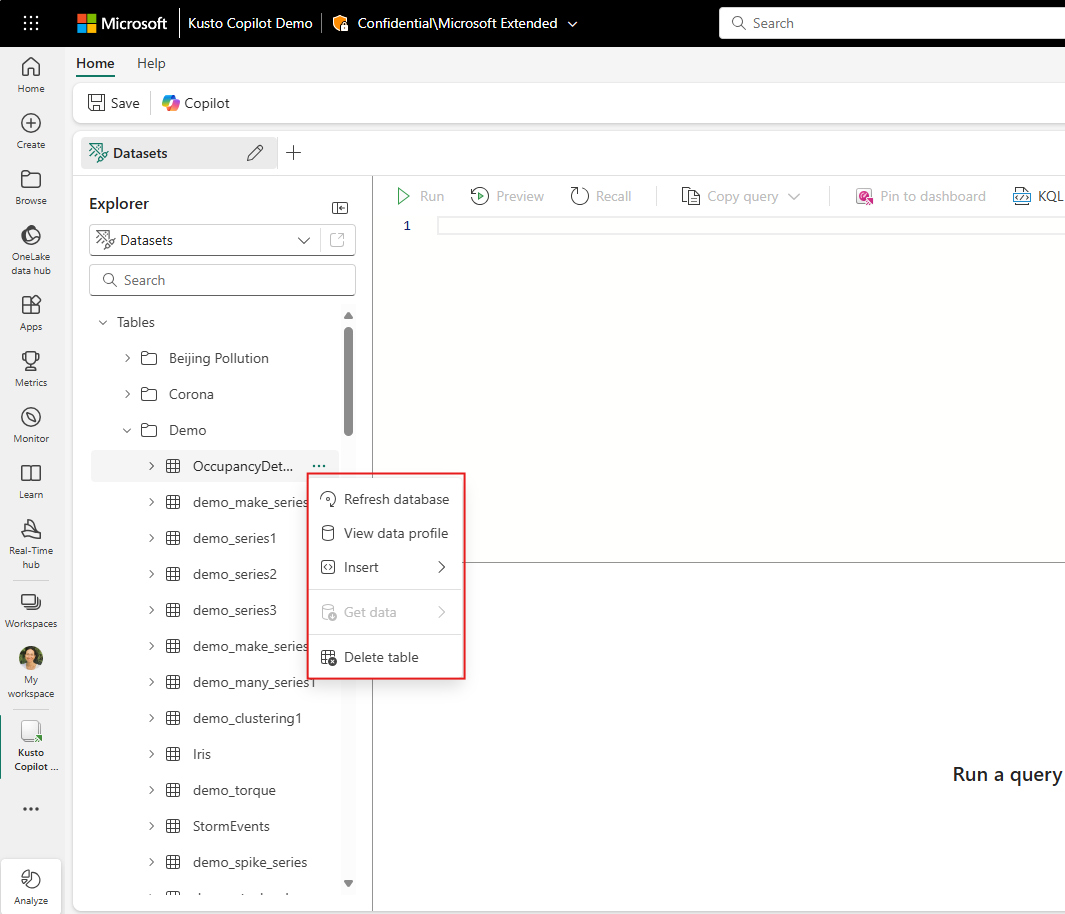 Microsoft
Kusto Copilot Demo
Confidential\Microsoft Extended
Search
Home
Help
Save
Copilot
Home
Create
Browse
OneLake
data hub
Apps
Metrics
Monitor
Learn
Real-Time
hub
Workspaces
My
workspace
Kusto
Copilot ...
Analyze
Datasets
Explorer
Datasets
Search
Tables
Beijing Pollution
Corona
Demo
OccupancyDet...
demo_make_series
demo_series1
demo_series2
demo_series3
demo_make_series
demo_many_series1
demo_clustering1
Iris
demo_torque
StormEvents
demo_spike_series
Refresh database
View data profile
Insert
Get data
Delete table
Run
Preview
Recall
Copy query
Pin to dashboard
KQL
1
Run a query